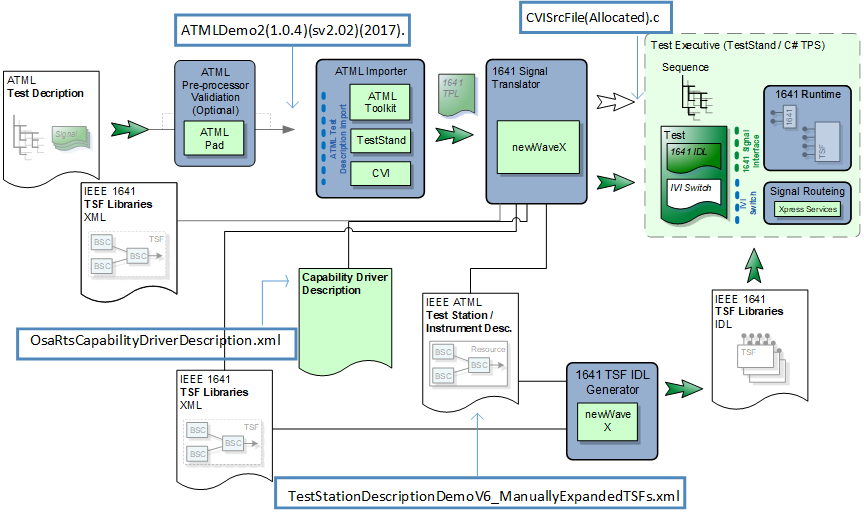 ATMLDemo2(1.0.4)(sv2.02)(2017).
CVISrcFile(Allocated).c
ATML
Test Decription
Signal
ATML
Pre-processor
Validation
(Optional)
ATML
Pad
ATML Importer
ATML Test
Description Import
ATML
Toolkit
TestStand
CVI
1641
TPL
1641 Signal
Translator
newWaveX
Test Executive (TestStand / C# TPS)
Sequence
1641 Runtime
1641
TSF
Test
1641 IDL
IVI Switch
1641 Signal
Interface
IVI
Switch
Signal Routeing
Xpress Services
IEEE 1641
TSF Libraries
XML
TSF
BSC
BSC
BSC
Capability Driver
Description
OsaRtsCapabilityDriverDescription.xml
IEEE ATML
Test Station /
Instrument Desc.
Resource
BSC
BSC
BSC
IEEE 1641
TSF Libraries
IDL
TSF
IEEE 1641
TSF Libraries
XML
TSF
BSC
BSC
BSC
1641 TSF IDL
Generator
newWave
X
TestStationDescriptionDemoV6_ManuallyExpandedTSFs.xml